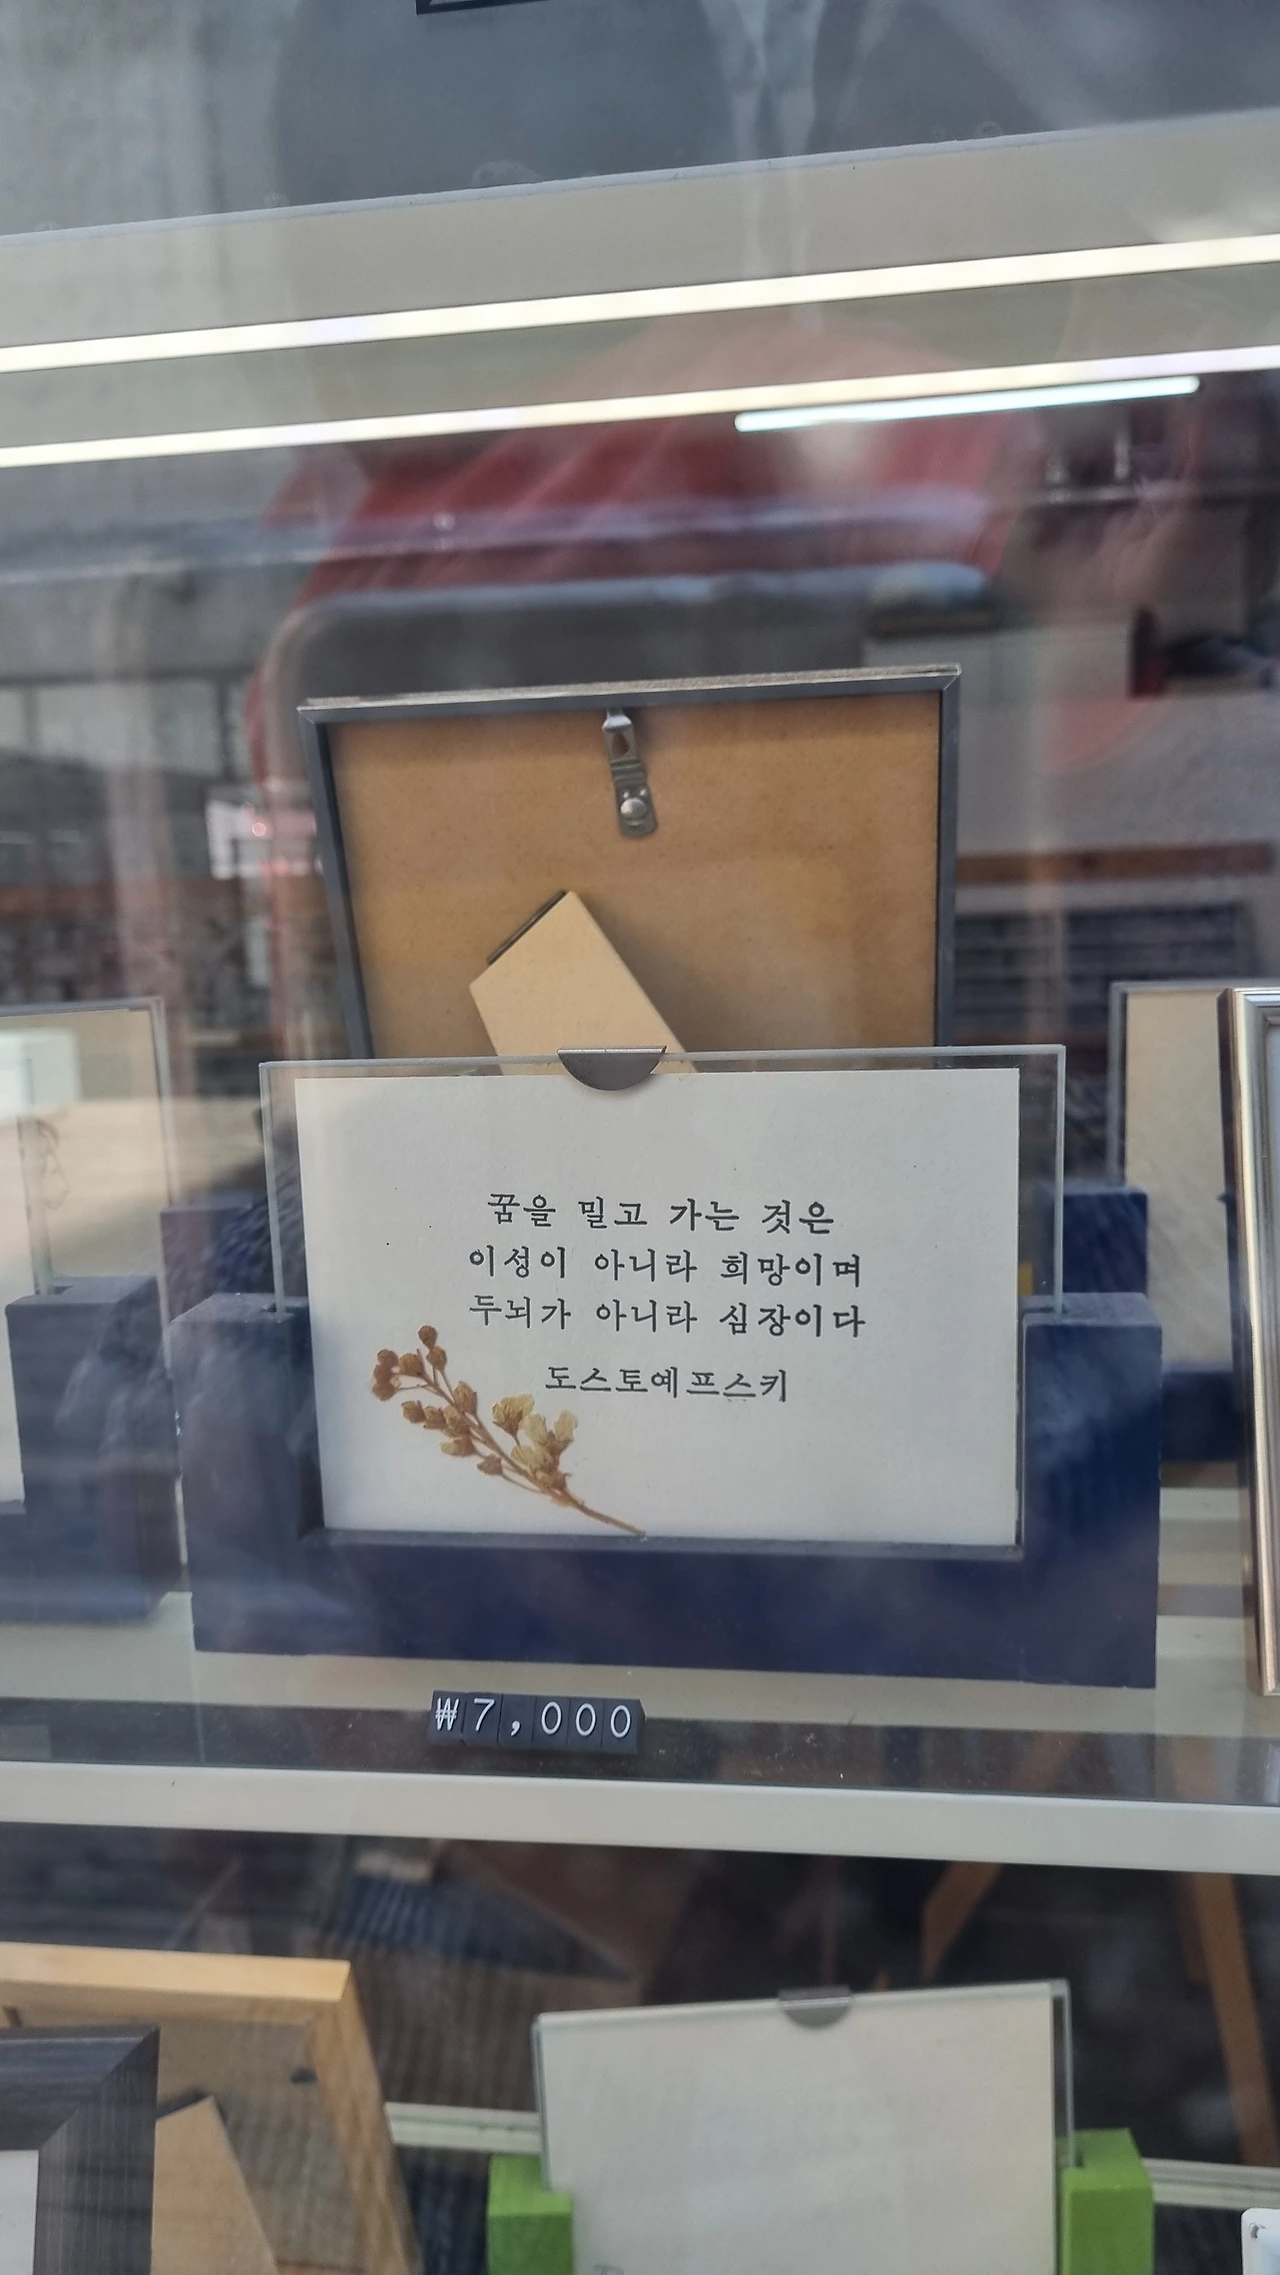 꿈을 밀고 가는 것은
이성이 아니라 희망이며
두뇌가 아니라 심장이다
도스토예프스키
₩7,000